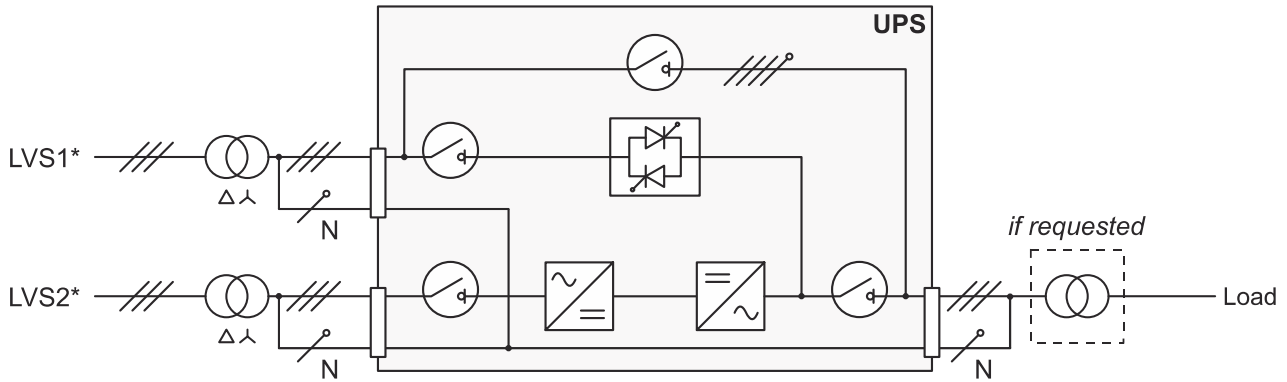 UPS
LVS1*
N
if requested
LVS2*
Load
N
N